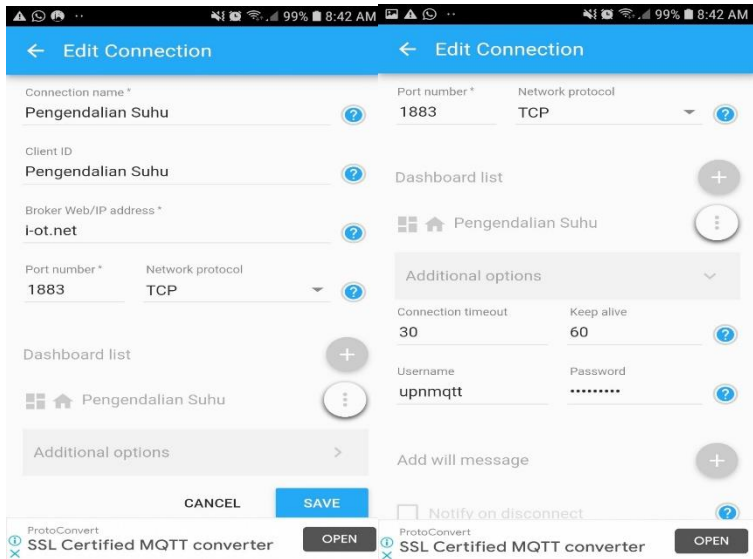 99% 8:42 AM
Edit Connection
Connection name *
Pengendalian Suhu
Client ID
Pengendalian Suhu
Broker Web/IP address *
i-ot.net
Port number * Network protocol
1883 TCP
Dashboard list
Pengendalian Suhu
Additional options
CANCEL SAVE
ProtoConvert
SSL Certified MQTT converter
OPEN
99% 8:42 AM
Edit Connection
Port number * Network protocol
1883 TCP
Dashboard list
Pengendalian Suhu
Additional options
Connection timeout Keep alive
30 60
Username Password
upnmqtt •••••••••
Add will message
Notify on disconnect
ProtoConvert
SSL Certified MQTT converter
OPEN